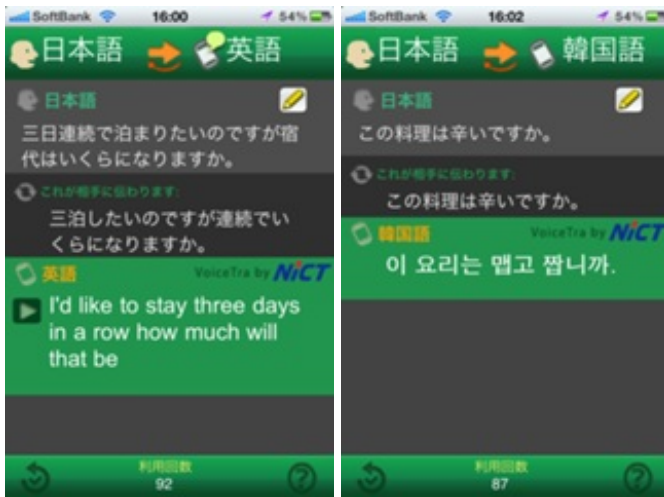 SoftBank 16:00 54%
日本語 英語
日本語
三日連続で泊まりたいのですが宿
代はいくらになりますか。
これが相手に伝わります:
三泊したいのですが連続でい
くらになりますか。
英語 VoiceTra by NICT
I'd like to stay three days
in a row how much will
that be
利用回数
92
?
SoftBank 16:02 54%
日本語 韓国語
日本語
この料理は辛いですか。
これが相手に伝わります:
この料理は辛いですか。
韓国語 VoiceTra by NICT
이 요리는 맵고 짭니까.
利用回数
87
?